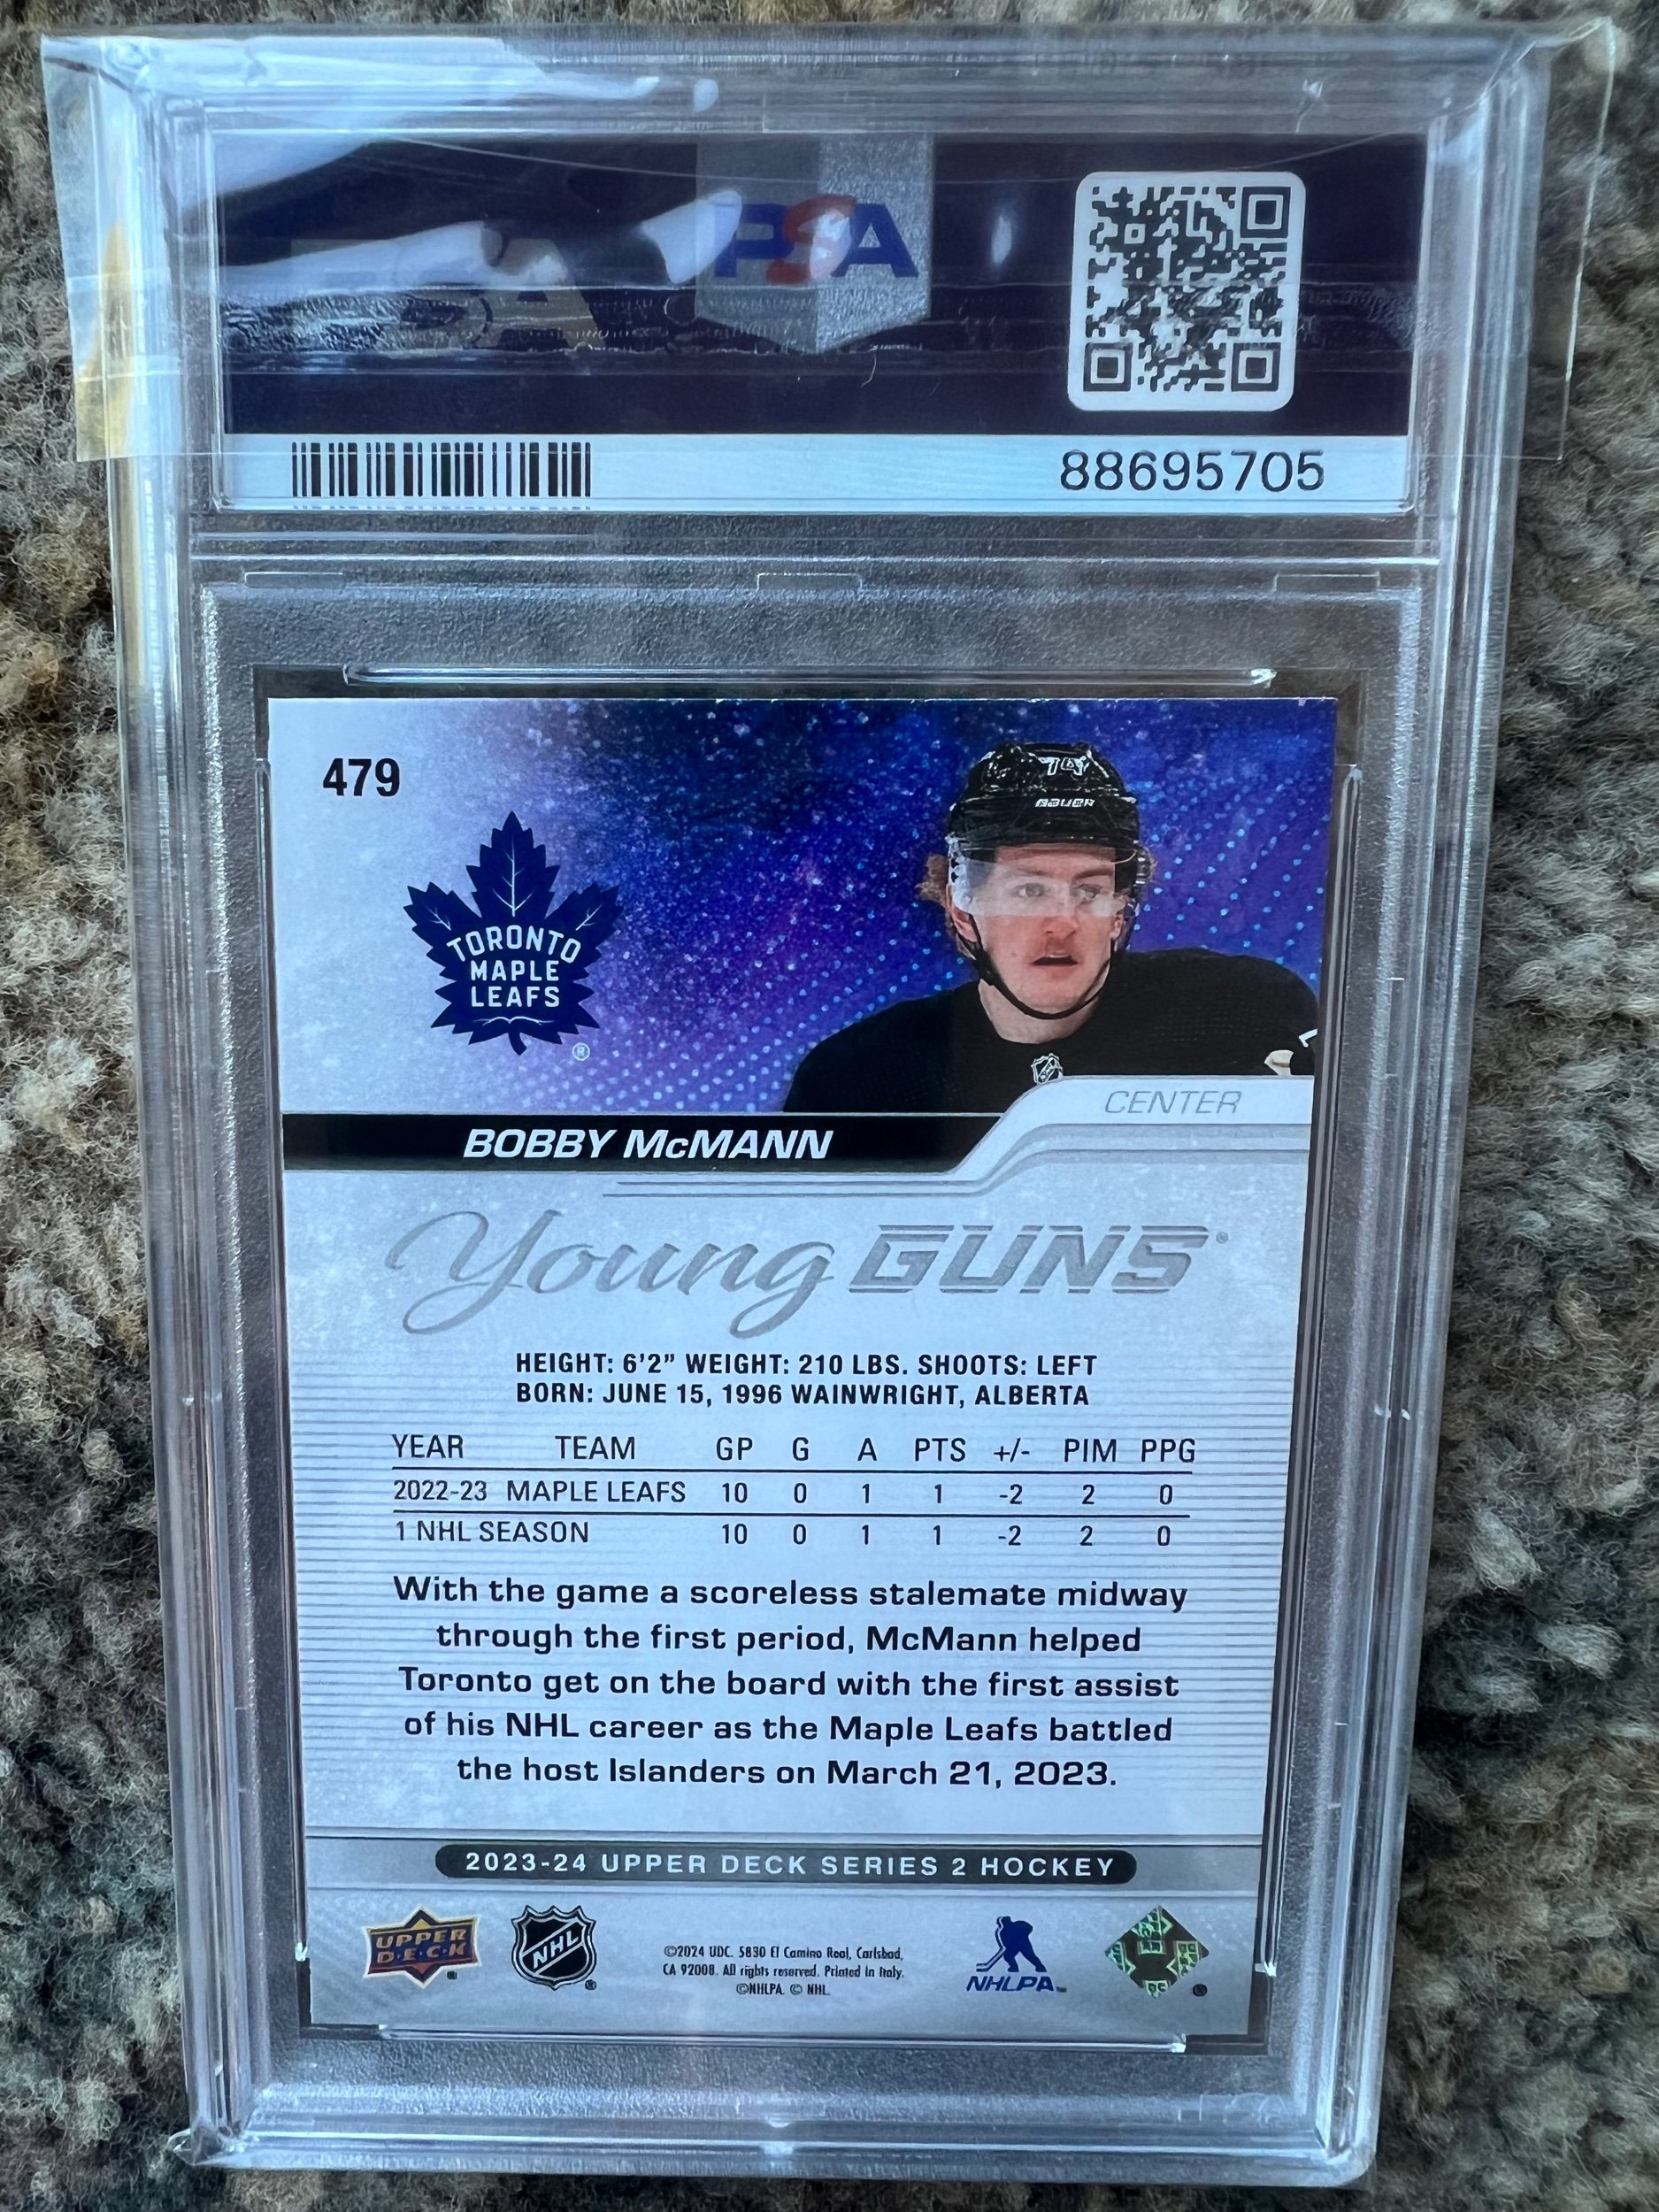 PSA
88695705
479
74
BAUER
TORONTO
MAPLE
LEAFS
®
CENTER
BOBBY McMANN
Young GUNS
HEIGHT: 6'2" WEIGHT: 210 LBS. SHOOTS: LEFT
BORN: JUNE 15, 1996 WAINWRIGHT, ALBERTA
YEAR TEAM GP G A PTS +/- PIM PPG
2022-23 MAPLE LEAFS 10 0 1 1 -2 2 0
1 NHL SEASON 10 0 1 1 -2 2 0
With the game a scoreless stalemate midway
through the first period, McMann helped
Toronto get on the board with the first assist
of his NHL career as the Maple Leafs battled
the host Islanders on March 21, 2023.
2023-24 UPPER DECK SERIES 2 HOCKEY
UPPER
D·E·C·K
NHL
©2024 UDC. 5830 El Camino Real, Carlsbad,
CA 92008. All rights reserved. Printed in Italy.
©NHLPA. © NHL.
NHLPA™